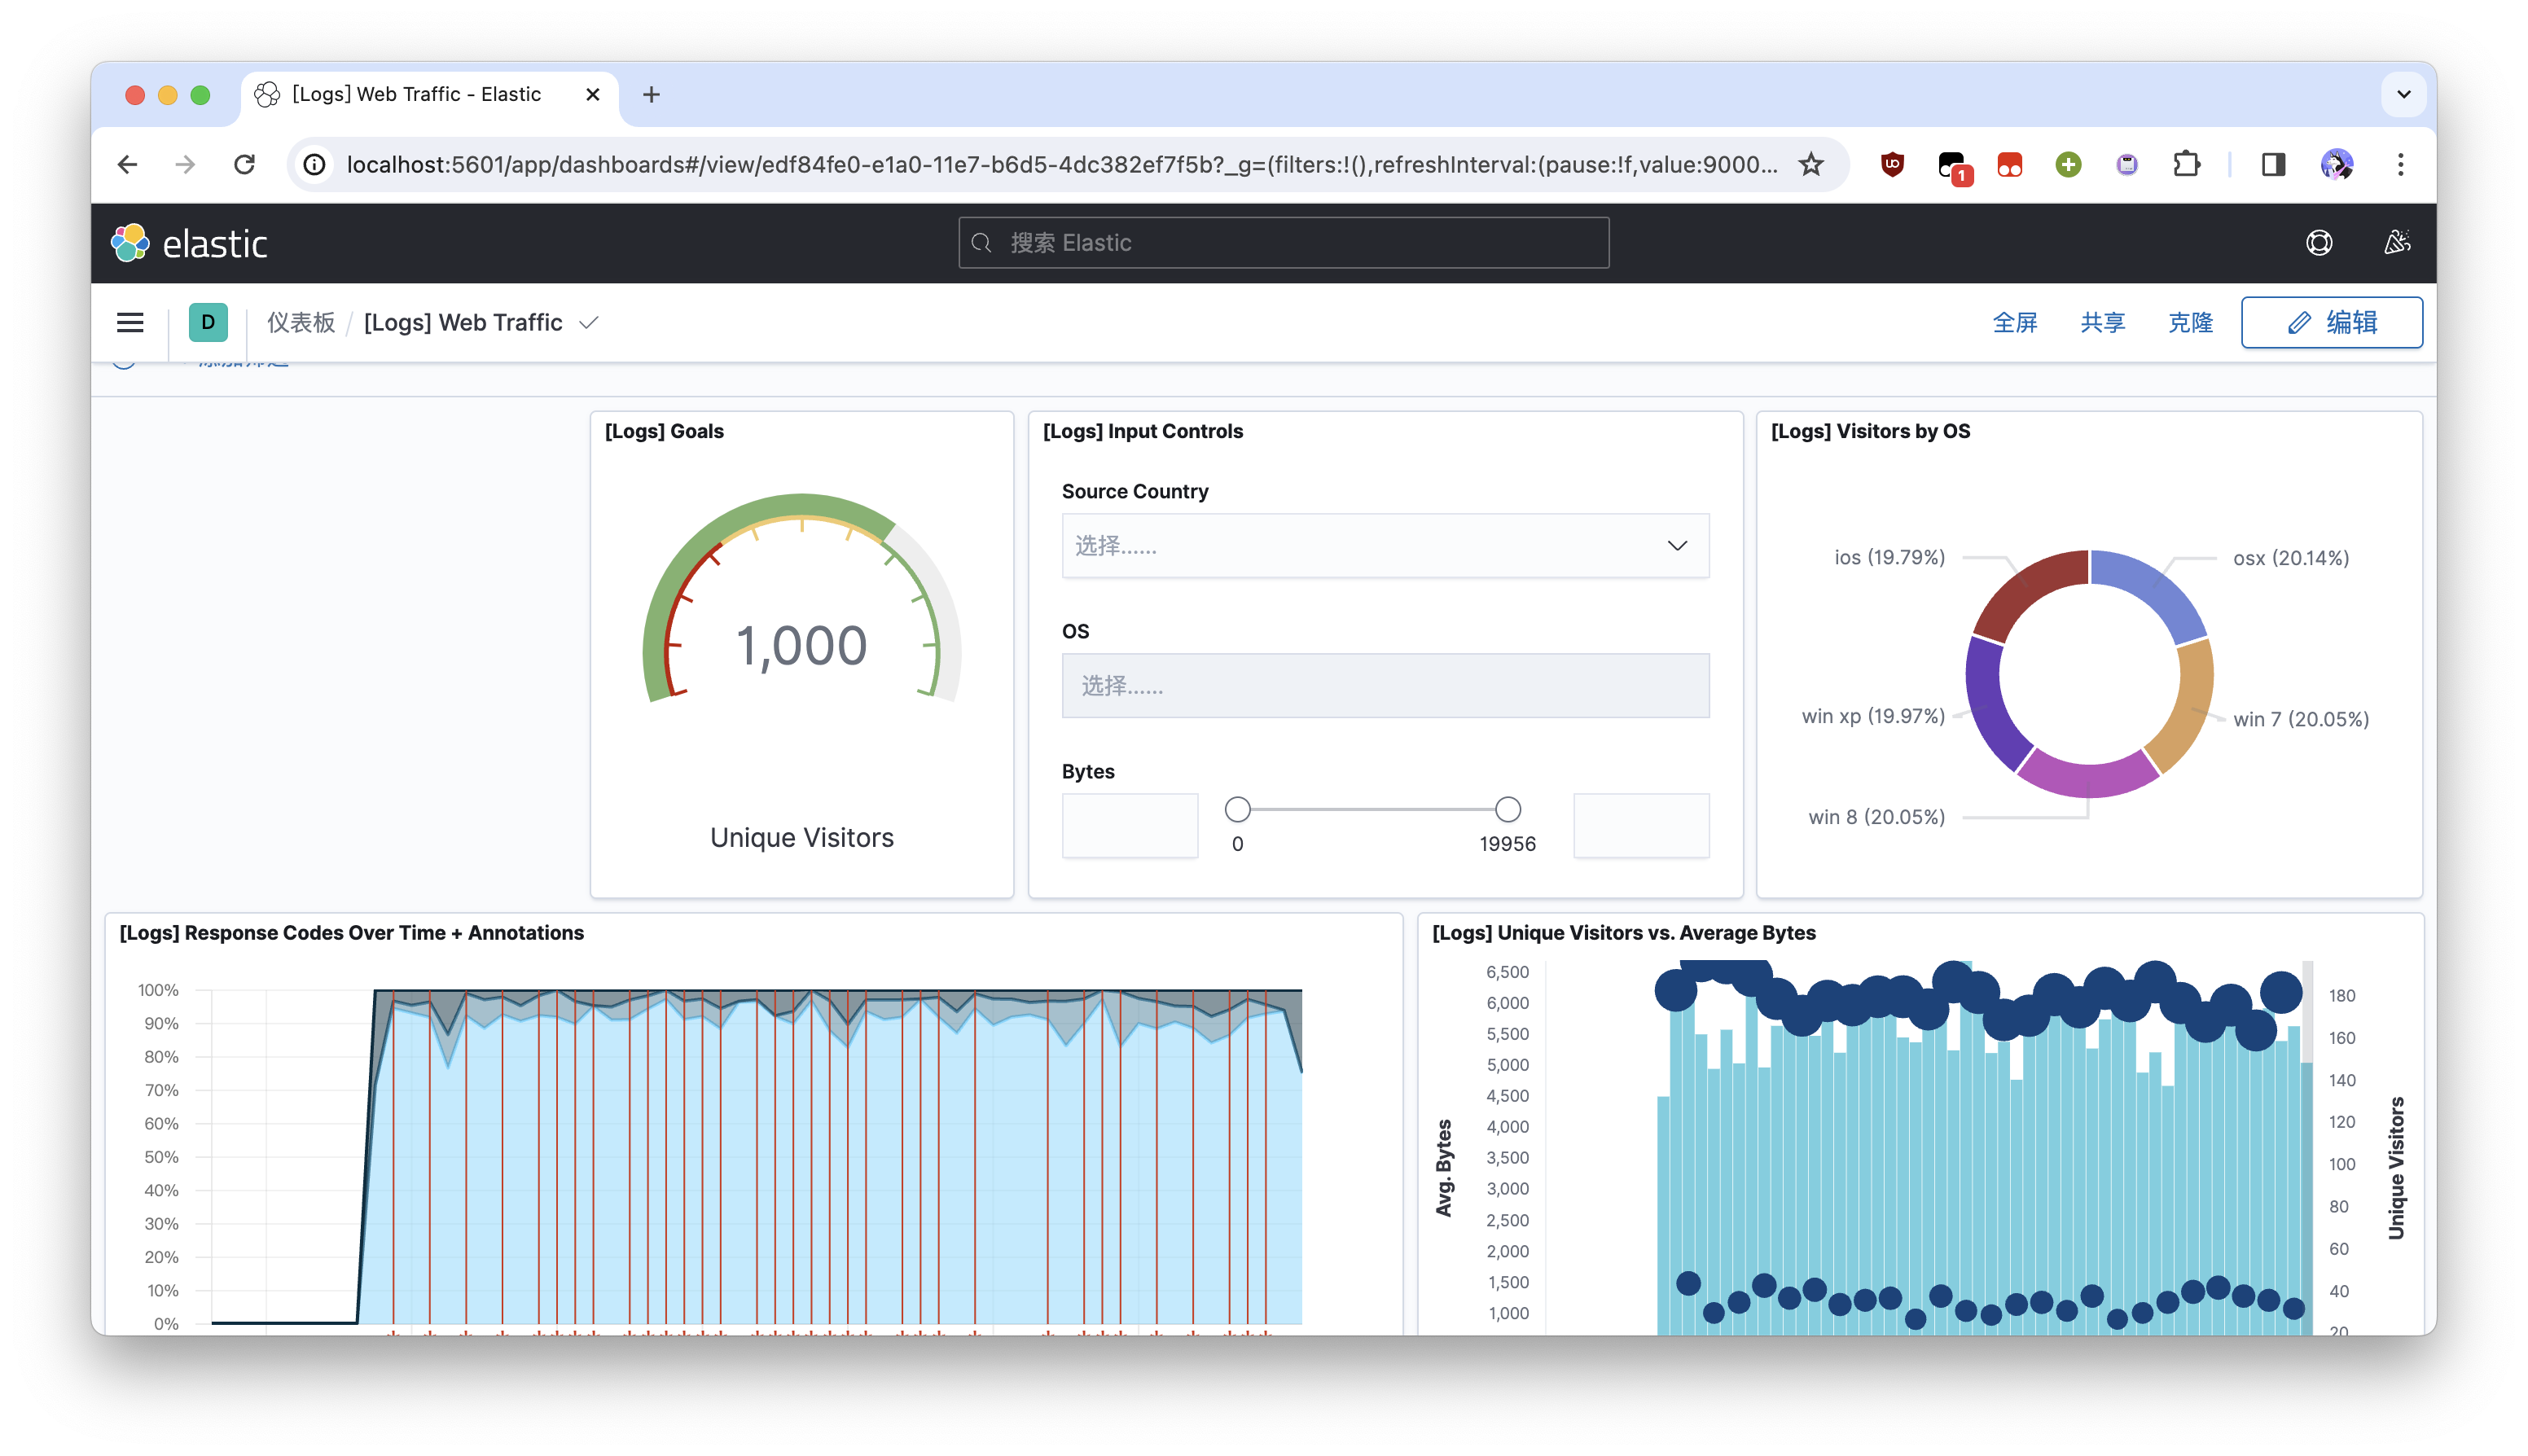 [Logs] Web Traffic - Elastic
localhost:5601/app/dashboards#/view/edf84fe0-e1a0-11e7-b6d5-4dc382ef7f5b?_g=(filters:!(),refreshInterval:(pause:!f,value:9000...
1
elastic
搜索 Elastic
D
仪表板 / [Logs] Web Traffic
全屏
共享
克隆
编辑
[Logs] Goals
1,000
Unique Visitors
[Logs] Input Controls
Source Country
选择......
OS
选择......
Bytes
0
19956
[Logs] Visitors by OS
ios (19.79%)
osx (20.14%)
win xp (19.97%)
win 7 (20.05%)
win 8 (20.05%)
[Logs] Response Codes Over Time + Annotations
100%
90%
80%
70%
60%
50%
40%
30%
20%
10%
0%
[Logs] Unique Visitors vs. Average Bytes
6,500
6,000
5,500
5,000
4,500
4,000
3,500
3,000
2,500
2,000
1,500
1,000
Avg. Bytes
180
160
140
120
100
80
60
40
20
Unique Visitors